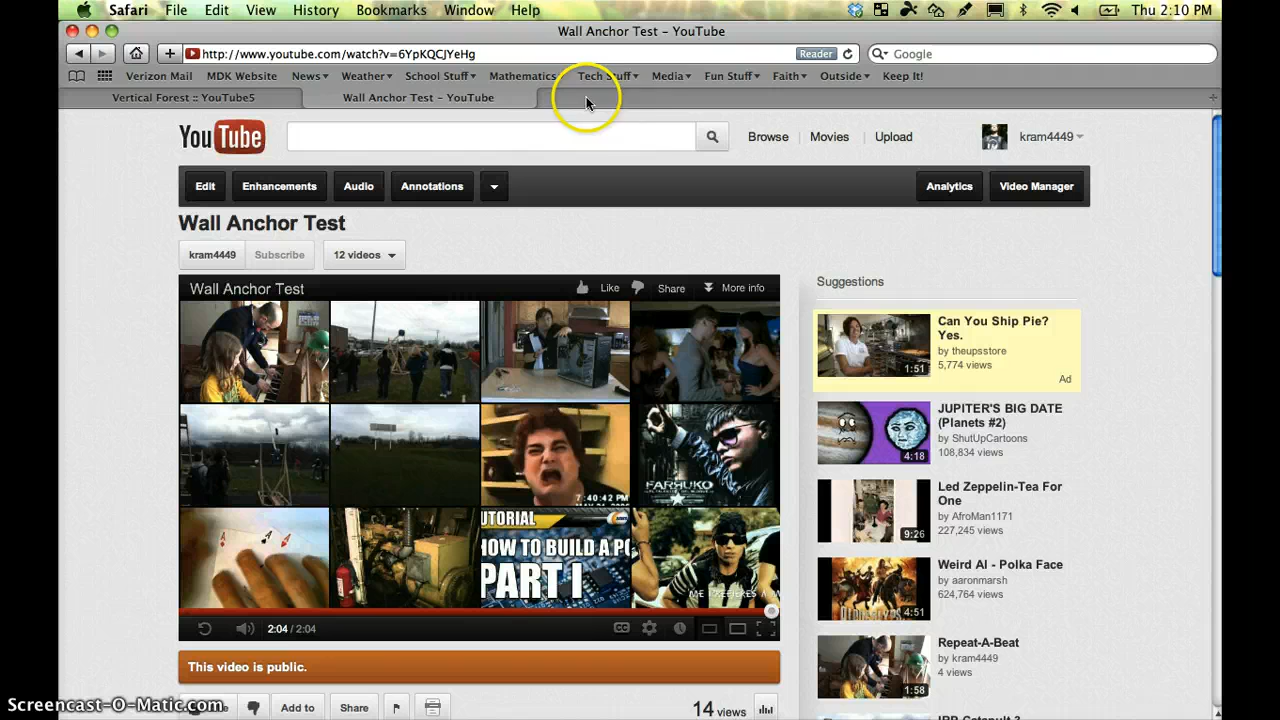 Safari File Edit View History Bookmarks Window Help Thu 2:10 PM
Wall Anchor Test – YouTube
http://www.youtube.com/watch?v=6YpKQCJYeHg Reader Google
Verizon Mail MDK Website News Weather School Stuff Mathematics Tech Stuff Media Fun Stuff Faith Outside Keep It!
Vertical Forest :: YouTube5 Wall Anchor Test – YouTube
YouTube Browse Movies Upload kram4449
Edit Enhancements Audio Annotations Analytics Video Manager
Wall Anchor Test
kram4449 Subscribe 12 videos
Wall Anchor Test Like Share More info
Suggestions
Can You Ship Pie?
Yes.
by theupsstore
5,774 views
Ad
1:51
JUPITER'S BIG DATE
(Planets #2)
by ShutUpCartoons
108,834 views
4:18
FARRUKO
7:40:42 PM
Led Zeppelin-Tea For
One
by AfroMan1171
227,245 views
9:26
UTORIAL
HOW TO BUILD A PC
PART I
ME PREFIERES A M
Weird Al - Polka Face
by aaronmarsh
624,764 views
4:51
2:04 / 2:04 CC
Repeat-A-Beat
by kram4449
4 views
1:58
This video is public.
Add to Share 14 views
Screencast-O-Matic.com